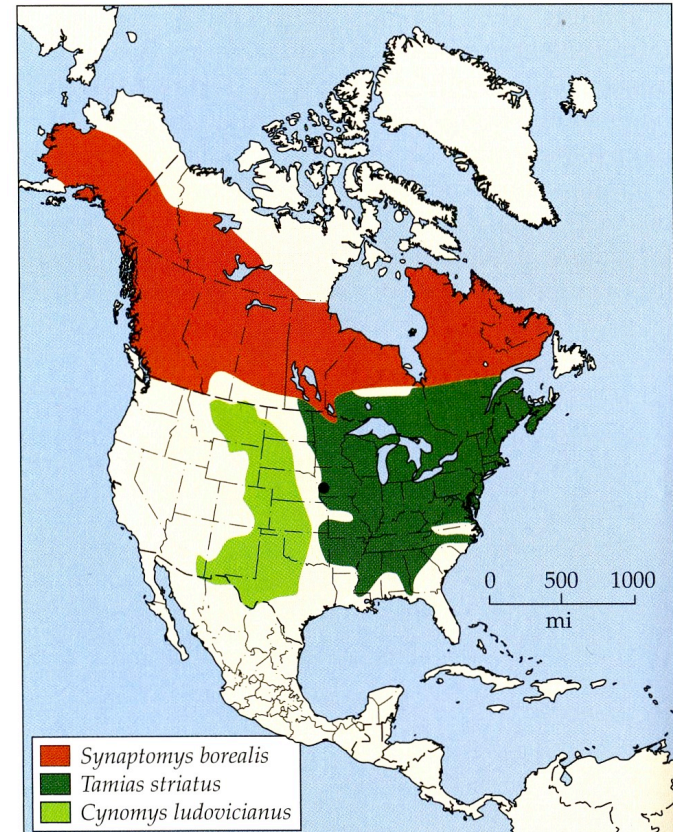 0 500 1000
mi
Synaptomys borealis
Tamias striatus
Cynomys ludovicianus